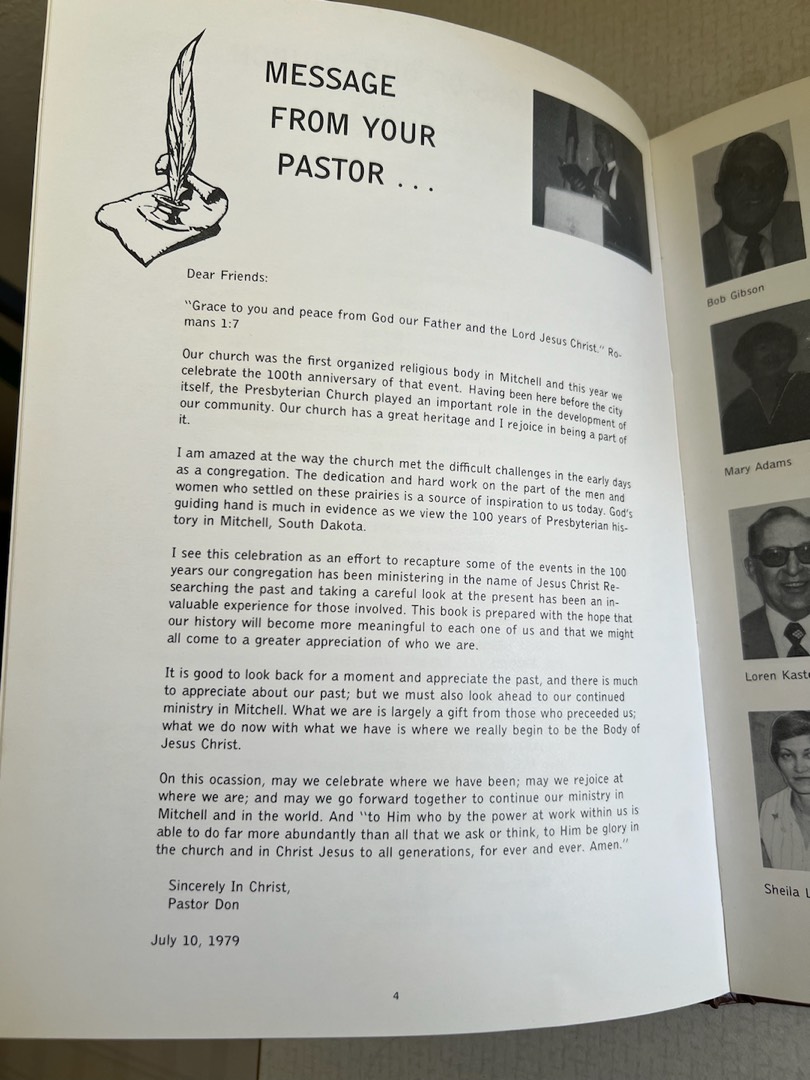 MESSAGE
FROM YOUR
PASTOR ...
Dear Friends:
"Grace to you and peace from God our Father and the Lord Jesus Christ." Ro-
mans 1:7
Our church was the first organized religious body in Mitchell and this year we
celebrate the 100th anniversary of that event. Having been here before the city
itself, the Presbyterian Church played an important role in the development of
our community. Our church has a great heritage and I rejoice in being a part of
it.
I am amazed at the way the church met the difficult challenges in the early days
as a congregation. The dedication and hard work on the part of the men and
women who settled on these prairies is a source of inspiration to us today. God's
guiding hand is much in evidence as we view the 100 years of Presbyterian his-
tory in Mitchell, South Dakota.
I see this celebration as an effort to recapture some of the events in the 100
years our congregation has been ministering in the name of Jesus Christ Re-
searching the past and taking a careful look at the present has been an in-
valuable experience for those involved. This book is prepared with the hope that
our history will become more meaningful to each one of us and that we might
all come to a greater appreciation of who we are.
It is good to look back for a moment and appreciate the past, and there is much
to appreciate about our past; but we must also look ahead to our continued
ministry in Mitchell. What we are is largely a gift from those who preceeded us;
what we do now with what we have is where we really begin to be the Body of
Jesus Christ.
On this ocassion, may we celebrate where we have been; may we rejoice at
where we are; and may we go forward together to continue our ministry in
Mitchell and in the world. And "to Him who by the power at work within us is
able to do far more abundantly than all that we ask or think, to Him be glory in
the church and in Christ Jesus to all generations, for ever and ever. Amen."
Sincerely In Christ,
Pastor Don
July 10, 1979
4
Bob Gibson
Mary Adams
Loren Kaste
Sheila L